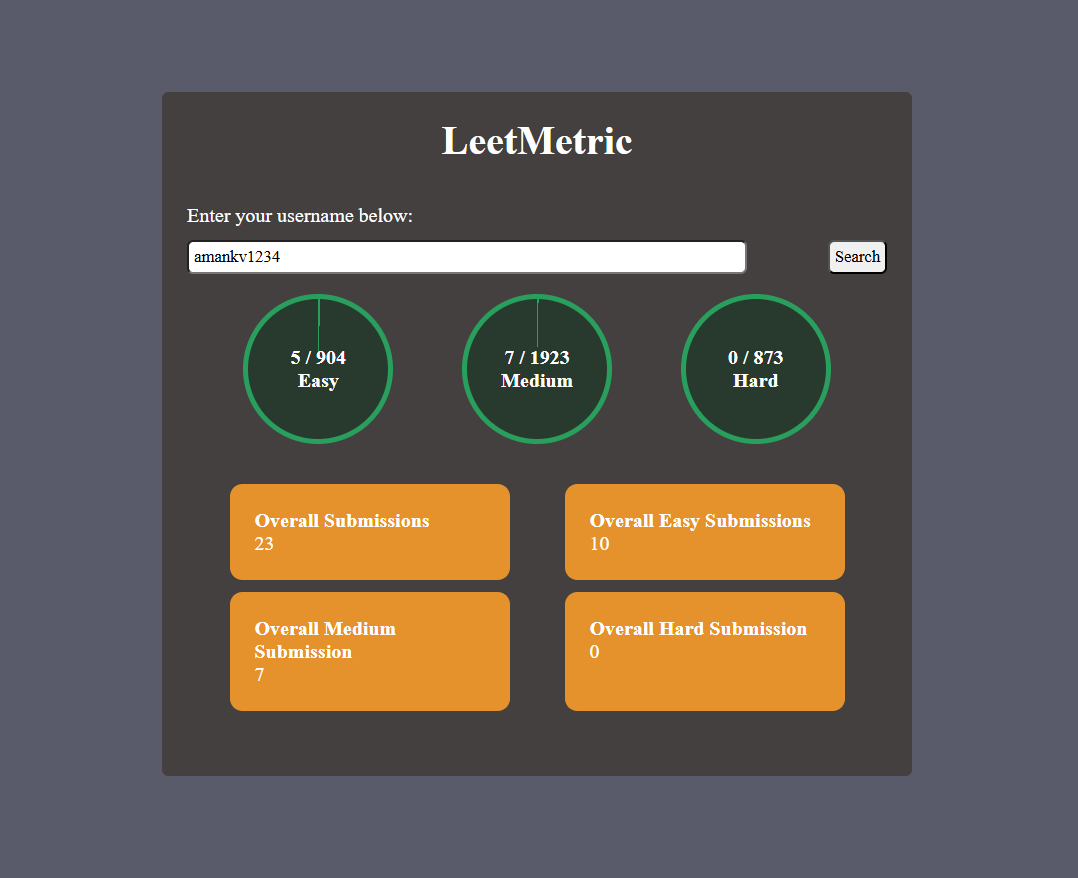 LeetMetric
Enter your username below:
amankv1234
Search
5 / 904
Easy
7 / 1923
Medium
0 / 873
Hard
Overall Submissions
23
Overall Easy Submissions
10
Overall Medium
Submission
7
Overall Hard Submission
0